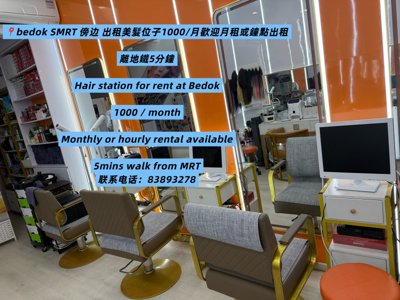 📍bedok SMRT 傍边 出租美髮位子1000/月歡迎月租或鐘點出租
離地鐵5分鐘
Hair station for rent at Bedok
1000 / month
Monthly or hourly rental available
5mins walk from MRT
联系电话：83893278